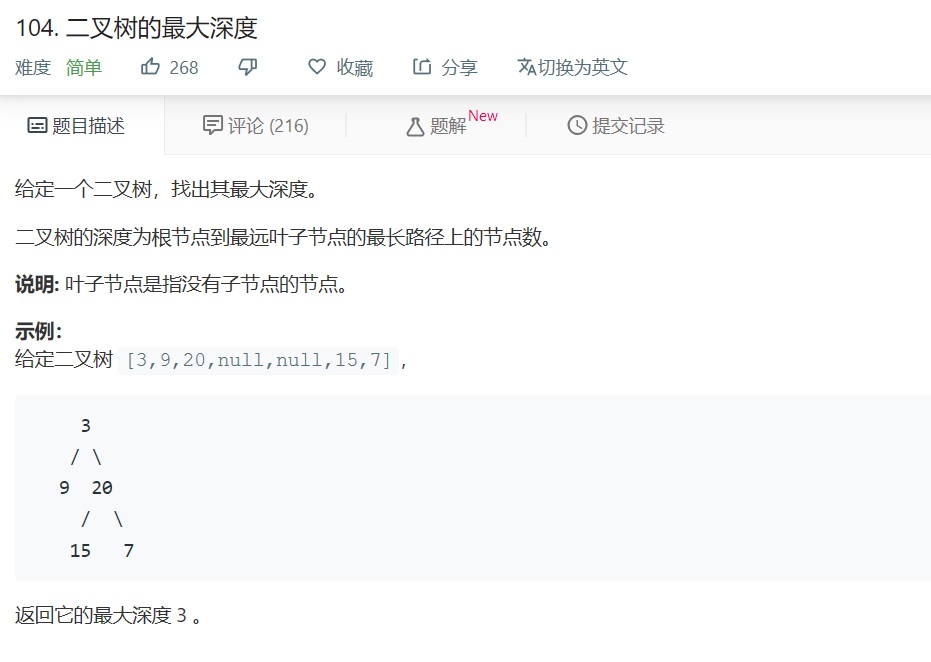 104. 二叉树的最大深度
难度 简单 268 收藏 分享 切换为英文
题目描述 评论 (216) 题解 New 提交记录
给定一个二叉树，找出其最大深度。
二叉树的深度为根节点到最远叶子节点的最长路径上的节点数。
说明: 叶子节点是指没有子节点的节点。
示例：
给定二叉树 [3,9,20,null,null,15,7]，
3
/ \
9 20
/ \
15 7
返回它的最大深度 3 。